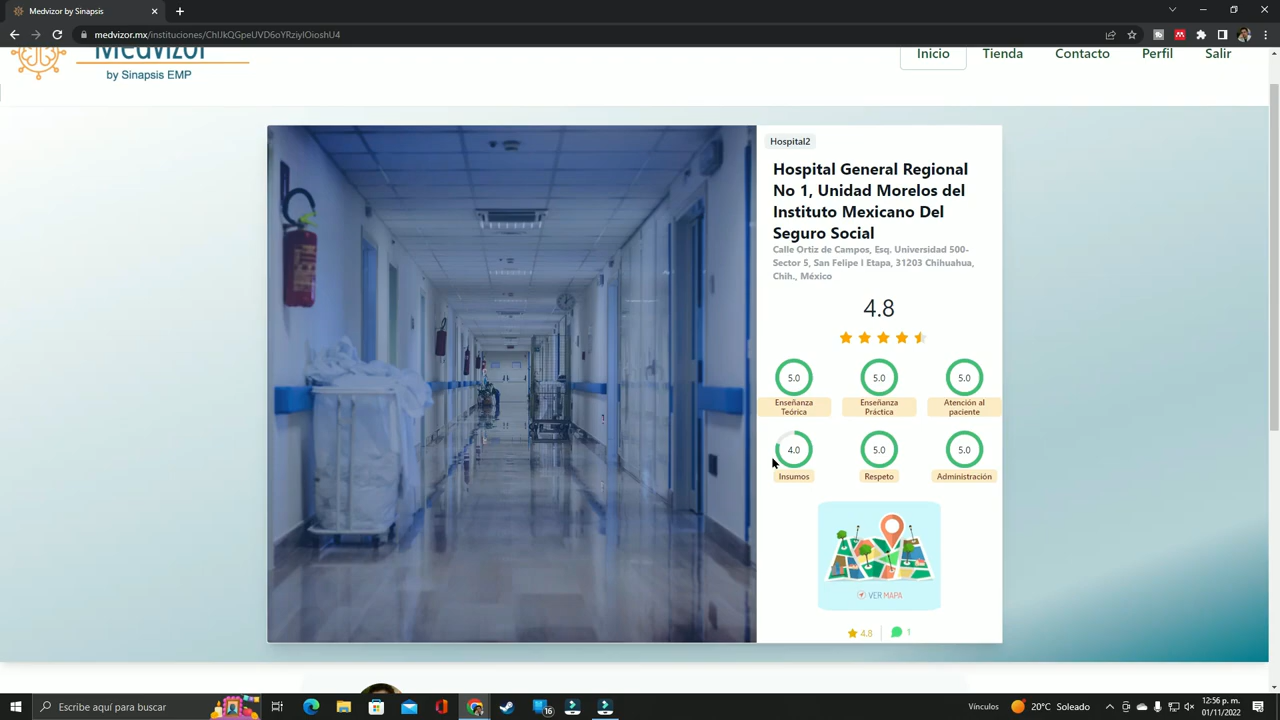 Medvizor by Sinapsis
medvizor.mx/instituciones/ChIJkQGpeUVD6oYRziyIOioshU4
Medvizor
by Sinapsis EMP
Inicio
Tienda
Contacto
Perfil
Salir
Hospital2
Hospital General Regional
No 1, Unidad Morelos del
Instituto Mexicano Del
Seguro Social
Calle Ortiz de Campos, Esq. Universidad 500-
Sector 5, San Felipe I Etapa, 31203 Chihuahua,
Chih., México
4.8
5.0
5.0
5.0
Enseñanza
Teórica
Enseñanza
Práctica
Atención al
paciente
4.0
5.0
5.0
Insumos
Respeto
Administración
VER MAPA
4.8
1
Escribe aquí para buscar
16
Vínculos
20°C Soleado
12:56 p. m.
01/11/2022